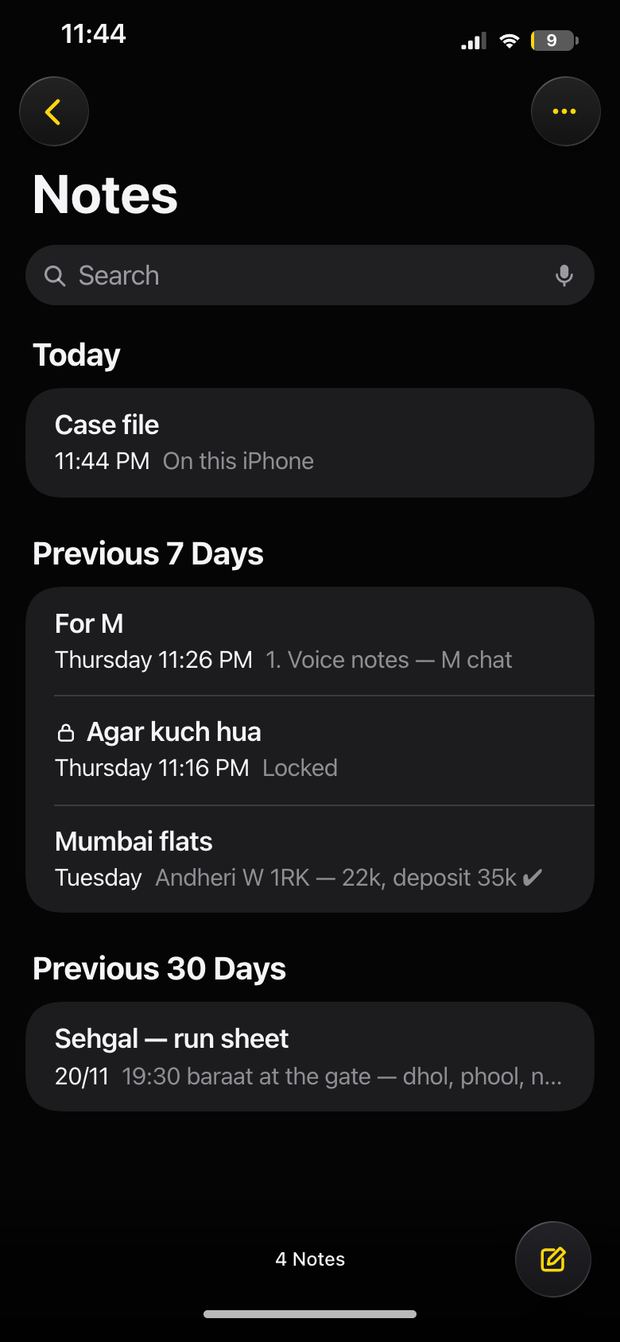 11:44
9
Notes
Search
Today
Case file
11:44 PM On this iPhone
Previous 7 Days
For M
Thursday 11:26 PM 1. Voice notes — M chat
Agar kuch hua
Thursday 11:16 PM Locked
Mumbai flats
Tuesday Andheri W 1RK — 22k, deposit 35k ✔
Previous 30 Days
Sehgal — run sheet
20/11 19:30 baraat at the gate — dhol, phool, n...
4 Notes